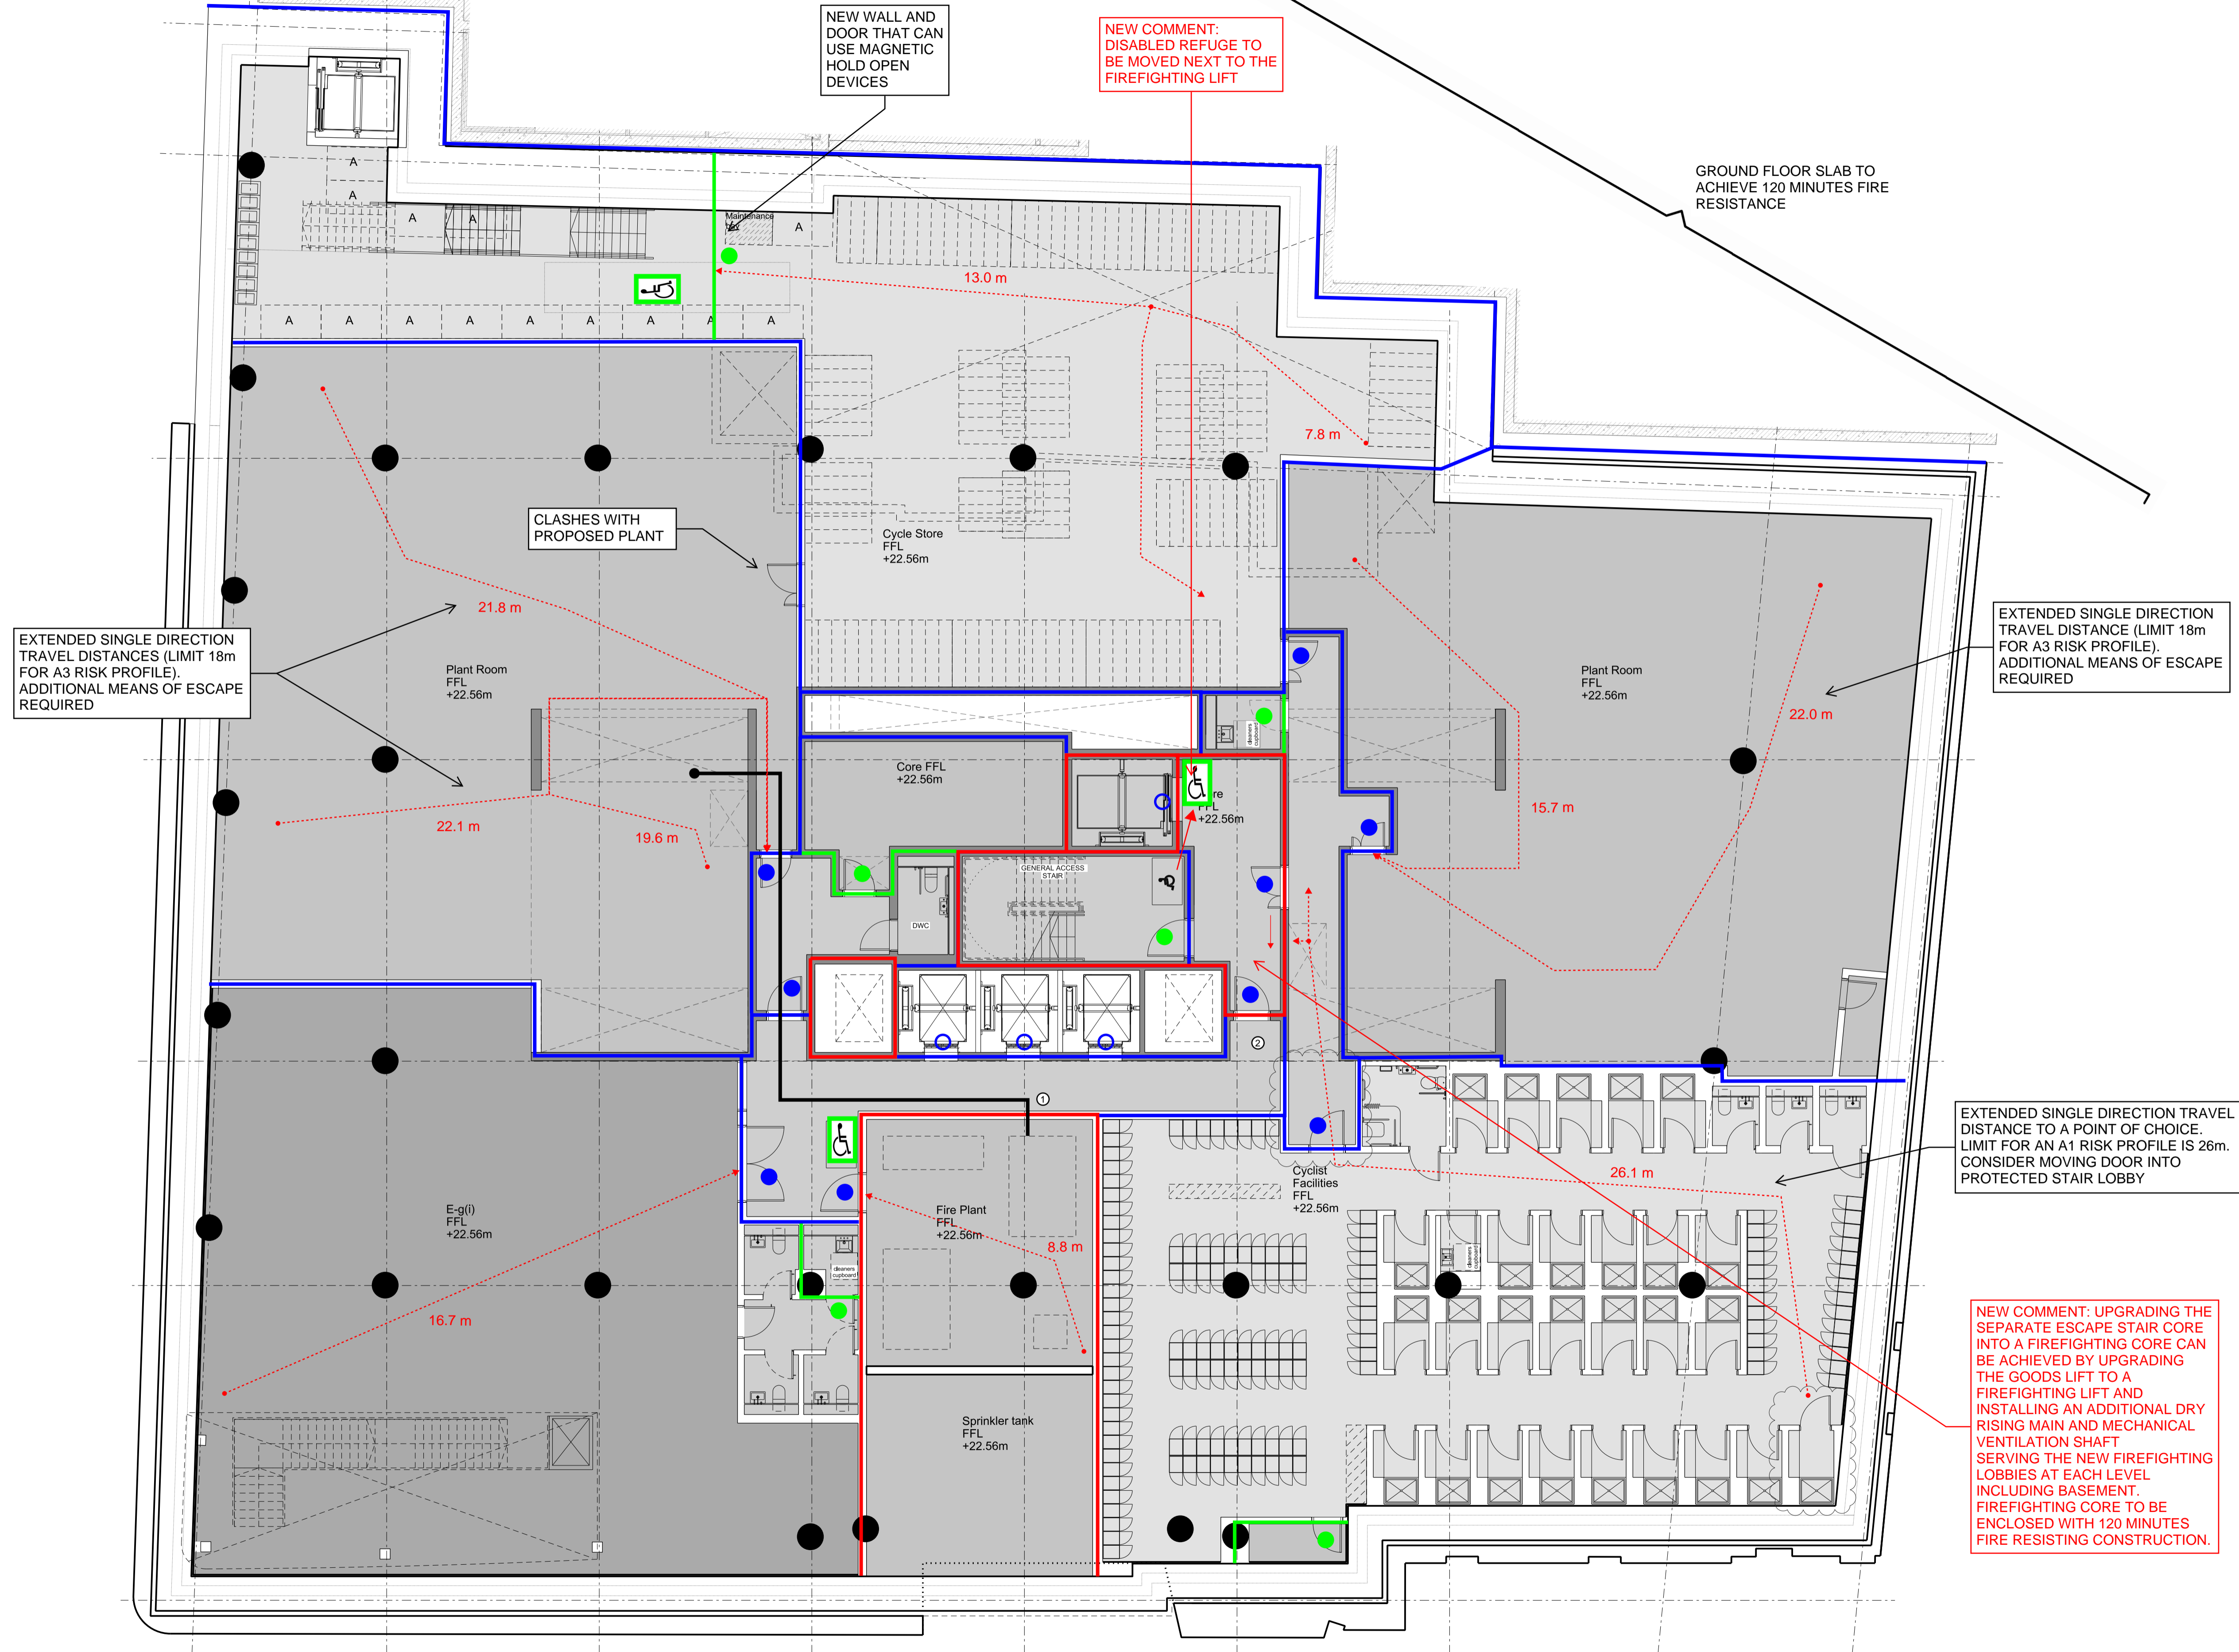 NEW WALL AND
DOOR THAT CAN
USE MAGNETIC
HOLD OPEN
DEVICES
NEW COMMENT:
DISABLED REFUGE TO
BE MOVED NEXT TO THE
FIREFIGHTING LIFT
GROUND FLOOR SLAB TO
ACHIEVE 120 MINUTES FIRE
RESISTANCE
A
A
A
A
Maintenance
A
13.0 m
A
A
A
A
A
A
A
A
A
7.8 m
CLASHES WITH
PROPOSED PLANT
Cycle Store
FFL
+22.56m
21.8 m
EXTENDED SINGLE DIRECTION
TRAVEL DISTANCES (LIMIT 18m
FOR A3 RISK PROFILE).
ADDITIONAL MEANS OF ESCAPE
REQUIRED
Plant Room
FFL
+22.56m
Plant Room
FFL
+22.56m
EXTENDED SINGLE DIRECTION
TRAVEL DISTANCE (LIMIT 18m
FOR A3 RISK PROFILE).
ADDITIONAL MEANS OF ESCAPE
REQUIRED
22.0 m
cleaners
cupboard
Core FFL
+22.56m
FFL
+22.56m
15.7 m
22.1 m
19.6 m
GENERAL ACCESS
STAIR
DWC
2
1
EXTENDED SINGLE DIRECTION TRAVEL
DISTANCE TO A POINT OF CHOICE.
LIMIT FOR AN A1 RISK PROFILE IS 26m.
CONSIDER MOVING DOOR INTO
PROTECTED STAIR LOBBY
Cyclist
Facilities
FFL
+22.56m
26.1 m
E-g(i)
FFL
+22.56m
Fire Plant
FFL
+22.56m
8.8 m
cleaners
cupboard
cleaners
cupboard
16.7 m
Sprinkler tank
FFL
+22.56m
NEW COMMENT: UPGRADING THE
SEPARATE ESCAPE STAIR CORE
INTO A FIREFIGHTING CORE CAN
BE ACHIEVED BY UPGRADING
THE GOODS LIFT TO A
FIREFIGHTING LIFT AND
INSTALLING AN ADDITIONAL DRY
RISING MAIN AND MECHANICAL
VENTILATION SHAFT
SERVING THE NEW FIREFIGHTING
LOBBIES AT EACH LEVEL
INCLUDING BASEMENT.
FIREFIGHTING CORE TO BE
ENCLOSED WITH 120 MINUTES
FIRE RESISTING CONSTRUCTION.